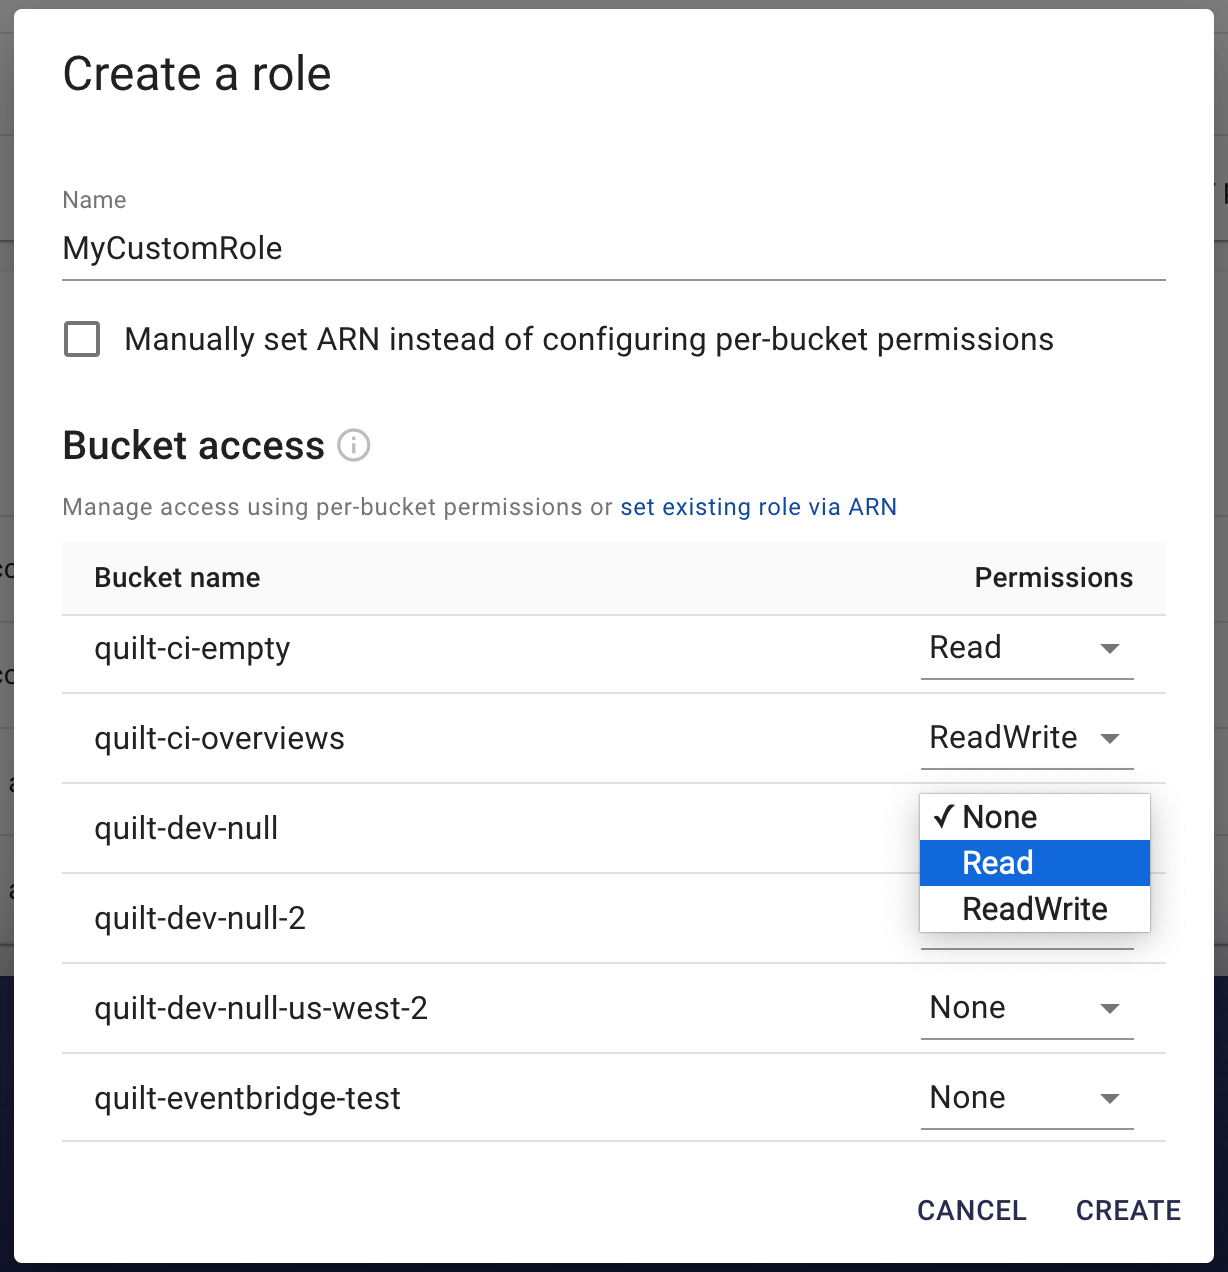 Create a role
Name
MyCustomRole
Manually set ARN instead of configuring per-bucket permissions
Bucket access
Manage access using per-bucket permissions or set existing role via ARN
Bucket name Permissions
quilt-ci-empty Read
quilt-ci-overviews ReadWrite
quilt-dev-null ✓ None
Read
quilt-dev-null-2 ReadWrite
quilt-dev-null-us-west-2 None
quilt-eventbridge-test None
CANCEL CREATE